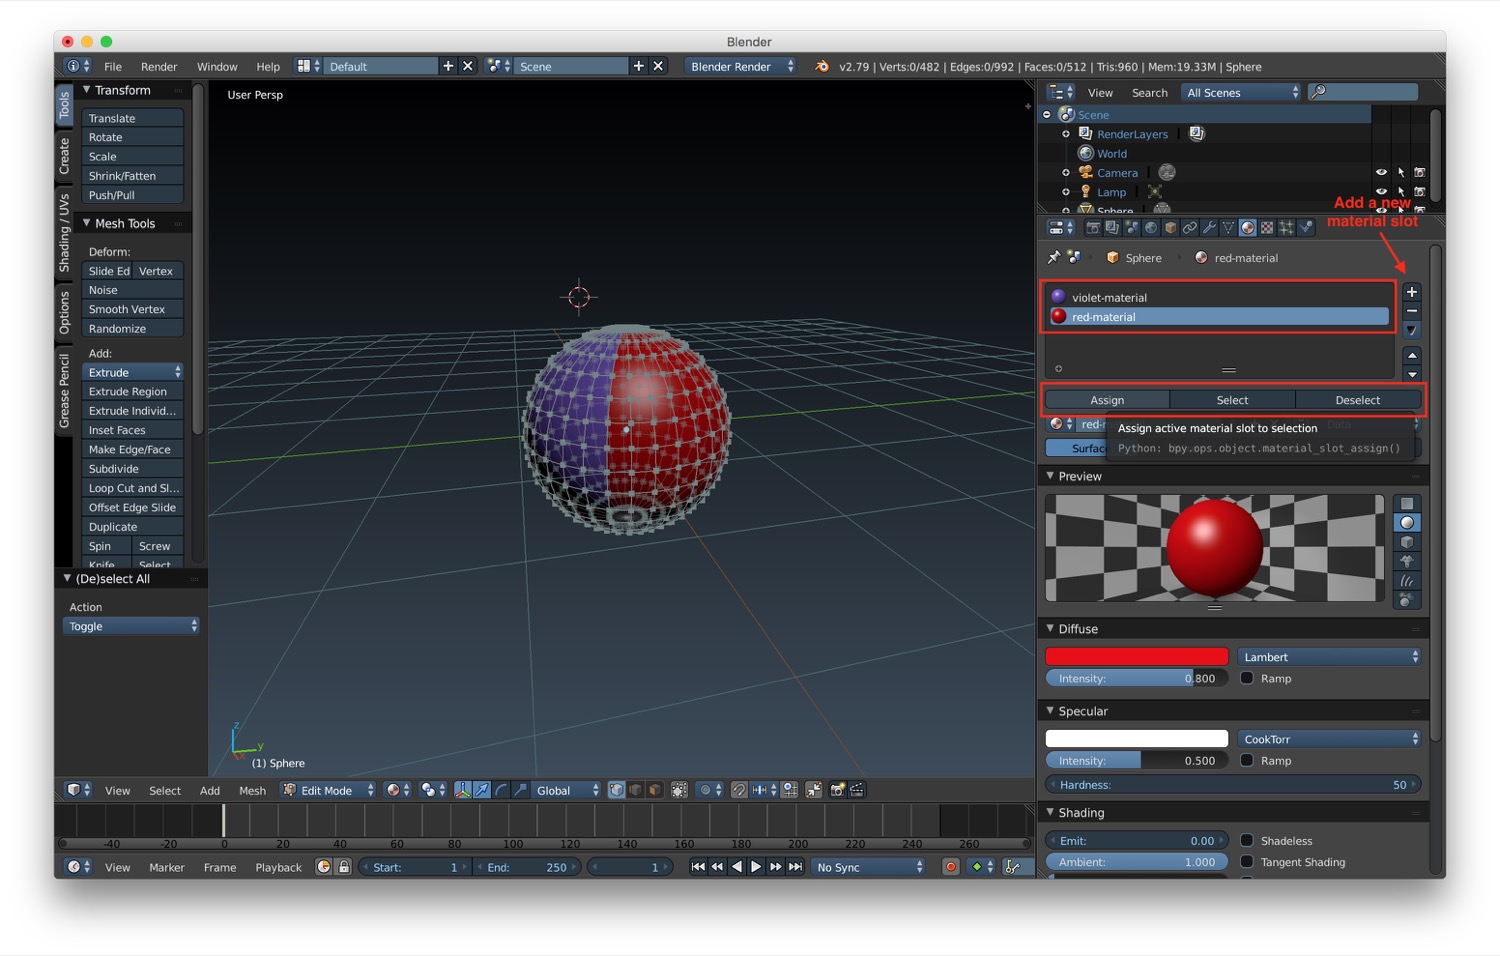 Blender
File Render Window Help Default Scene Blender Render v2.79 | Verts:0/482 | Edges:0/992 | Faces:0/512 | Tris:960 | Mem:19.33M | Sphere
Tools
Create
Shading / UVs
Options
Grease Pencil
Transform
Translate
Rotate
Scale
Shrink/Fatten
Push/Pull
Mesh Tools
Deform:
Slide Ed Vertex
Noise
Smooth Vertex
Randomize
Add:
Extrude
Extrude Region
Extrude Individ...
Inset Faces
Make Edge/Face
Subdivide
Loop Cut and Sl...
Offset Edge Slide
Duplicate
Spin Screw
Knife Select
(De)select All
Action
Toggle
User Persp
z
y
x
(1) Sphere
View Select Add Mesh Edit Mode Global
-40 -20 0 20 40 60 80 100 120 140 160 180 200 220 240 260
View Marker Frame Playback Start: 1 End: 250 1 No Sync
View Search All Scenes
Scene
RenderLayers
World
Camera
Lamp
Sphere
Add a new
material slot
Sphere red-material
violet-material
red-material
Assign Select Deselect
red-m Data
Assign active material slot to selection
Surfac
Python: bpy.ops.object.material_slot_assign()
Preview
Diffuse
Lambert
Intensity: 0.800 Ramp
Specular
CookTorr
Intensity: 0.500 Ramp
Hardness: 50
Shading
Emit: 0.00 Shadeless
Ambient: 1.000 Tangent Shading